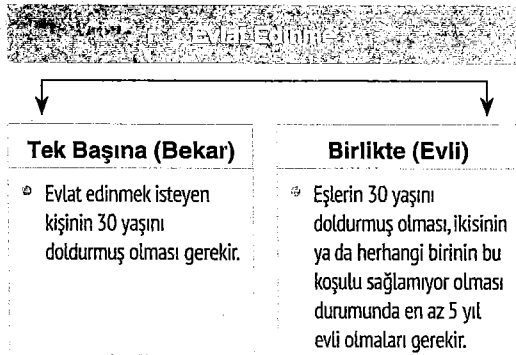 Evlat Edinme
Tek Başına (Bekar)
Evlat edinmek isteyen
kişinin 30 yaşını
doldurmuş olması gerekir.
Birlikte (Evli)
Eşlerin 30 yaşını
doldurmuş olması, ikisinin
ya da herhangi birinin bu
koşulu sağlamıyor olması
durumunda en az 5 yıl
evli olmaları gerekir.